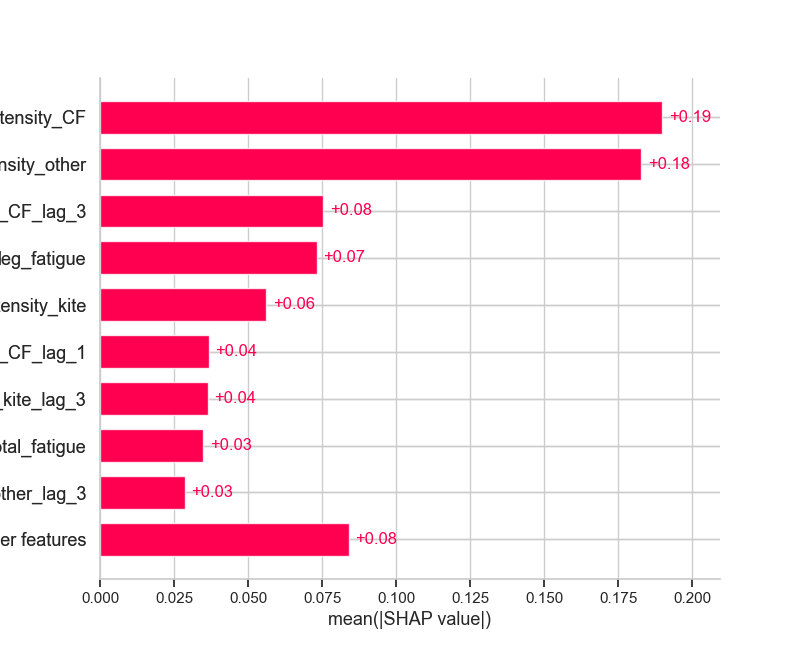 tensity_CF
+0.19
nsity_other
+0.18
_CF_lag_3
+0.08
leg_fatigue
+0.07
tensity_kite
+0.06
_CF_lag_1
+0.04
_kite_lag_3
+0.04
otal_fatigue
+0.03
other_lag_3
+0.03
er features
+0.08
0.000 0.025 0.050 0.075 0.100 0.125 0.150 0.175 0.200
mean(|SHAP value|)